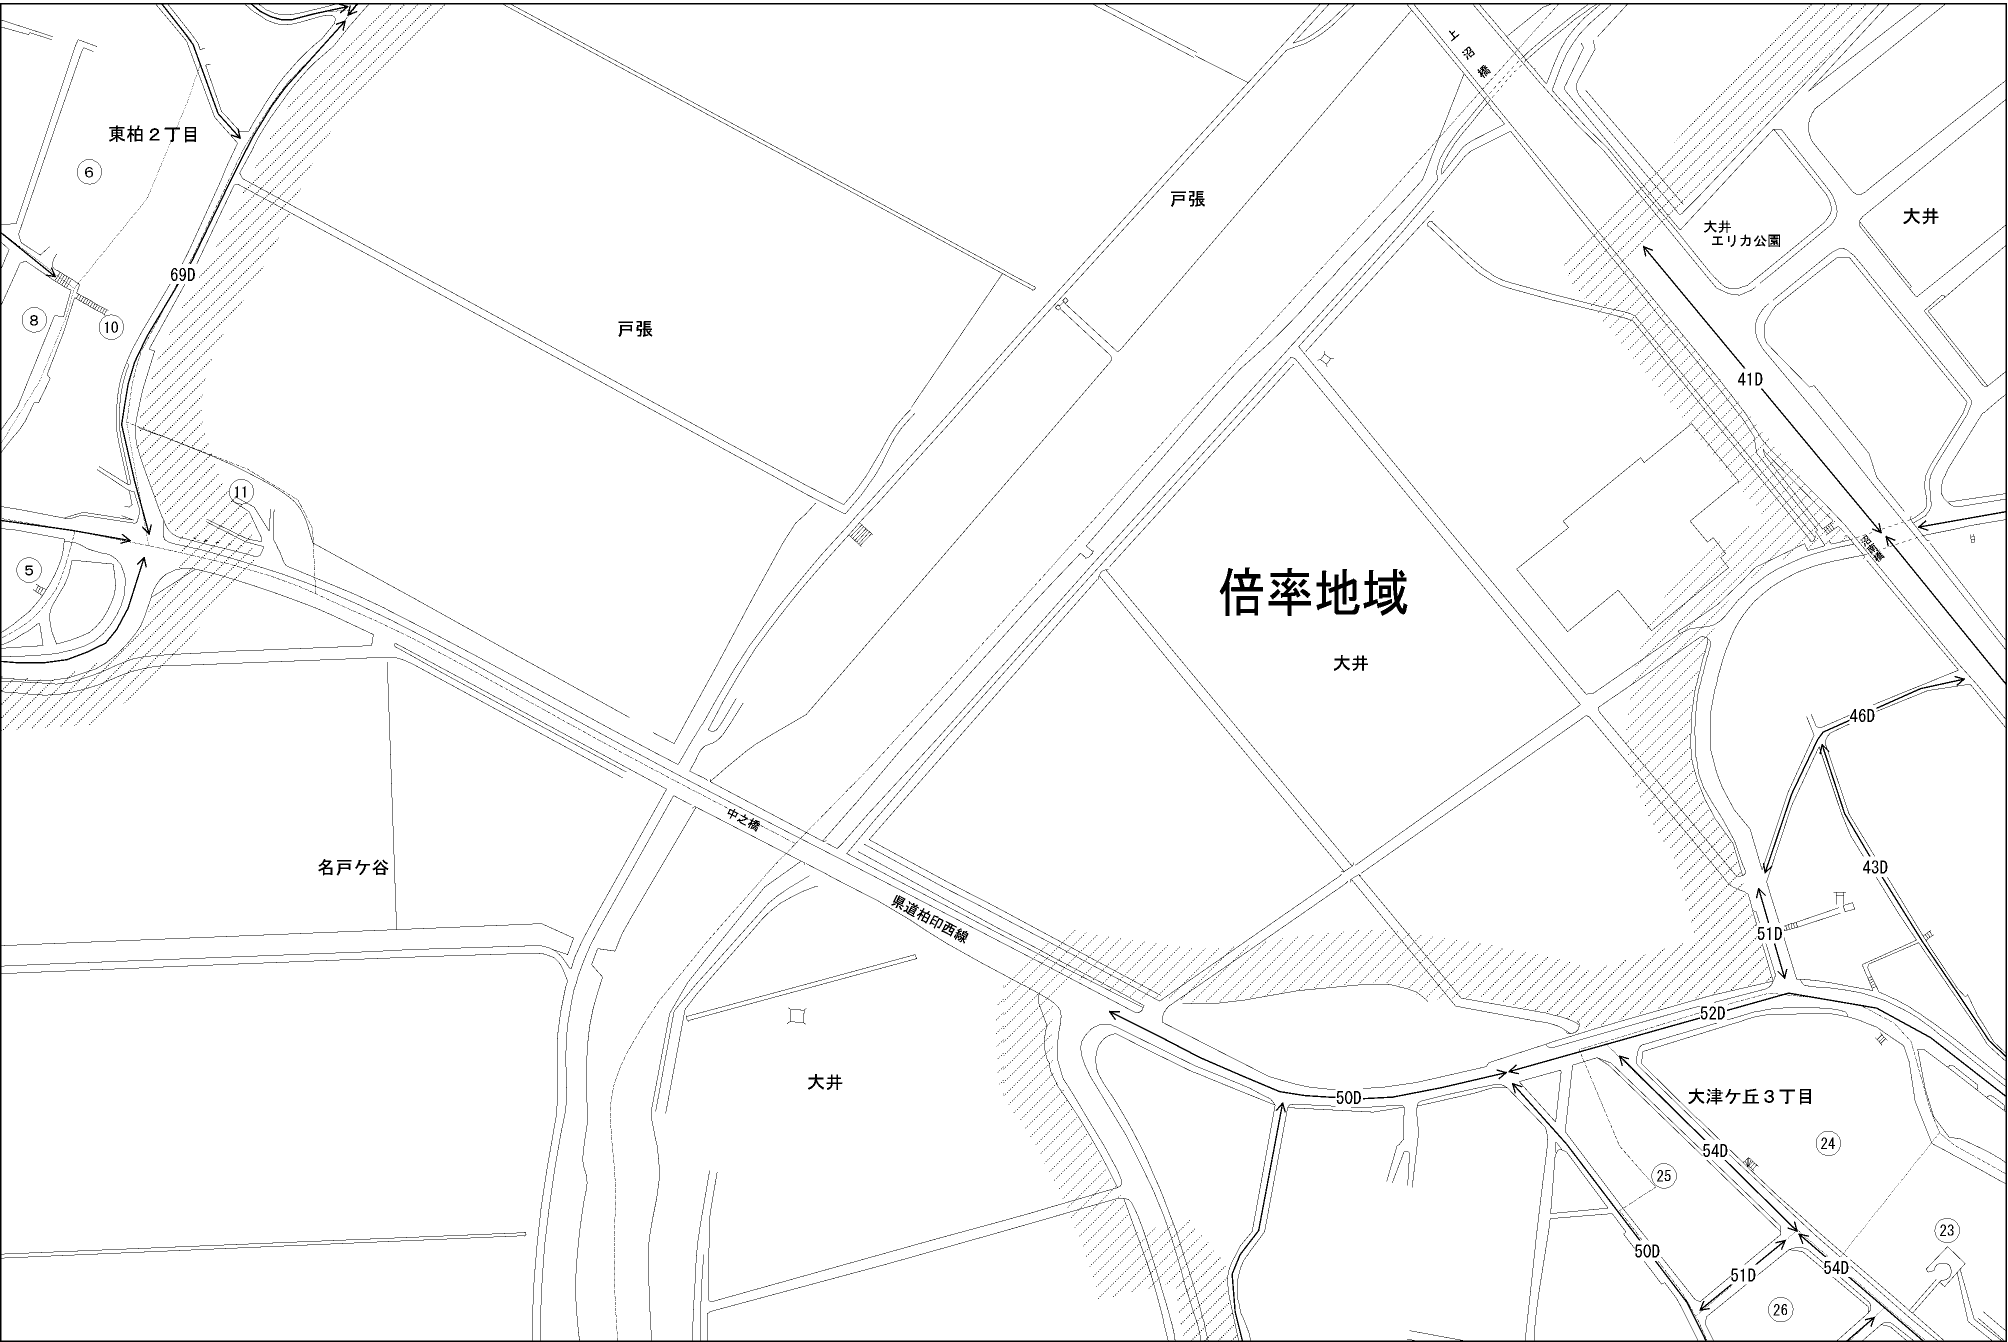 上沼橋
東柏２丁目
6
戸張
大井
大井
エリカ公園
69D
8
10
戸張
41D
11
沼南橋
5
倍率地域
大井
46D
中之橋
名戸ケ谷
43D
県道柏印西線
51D
52D
大井
50D
大津ケ丘３丁目
24
54D
25
23
50D
54D
51D
26